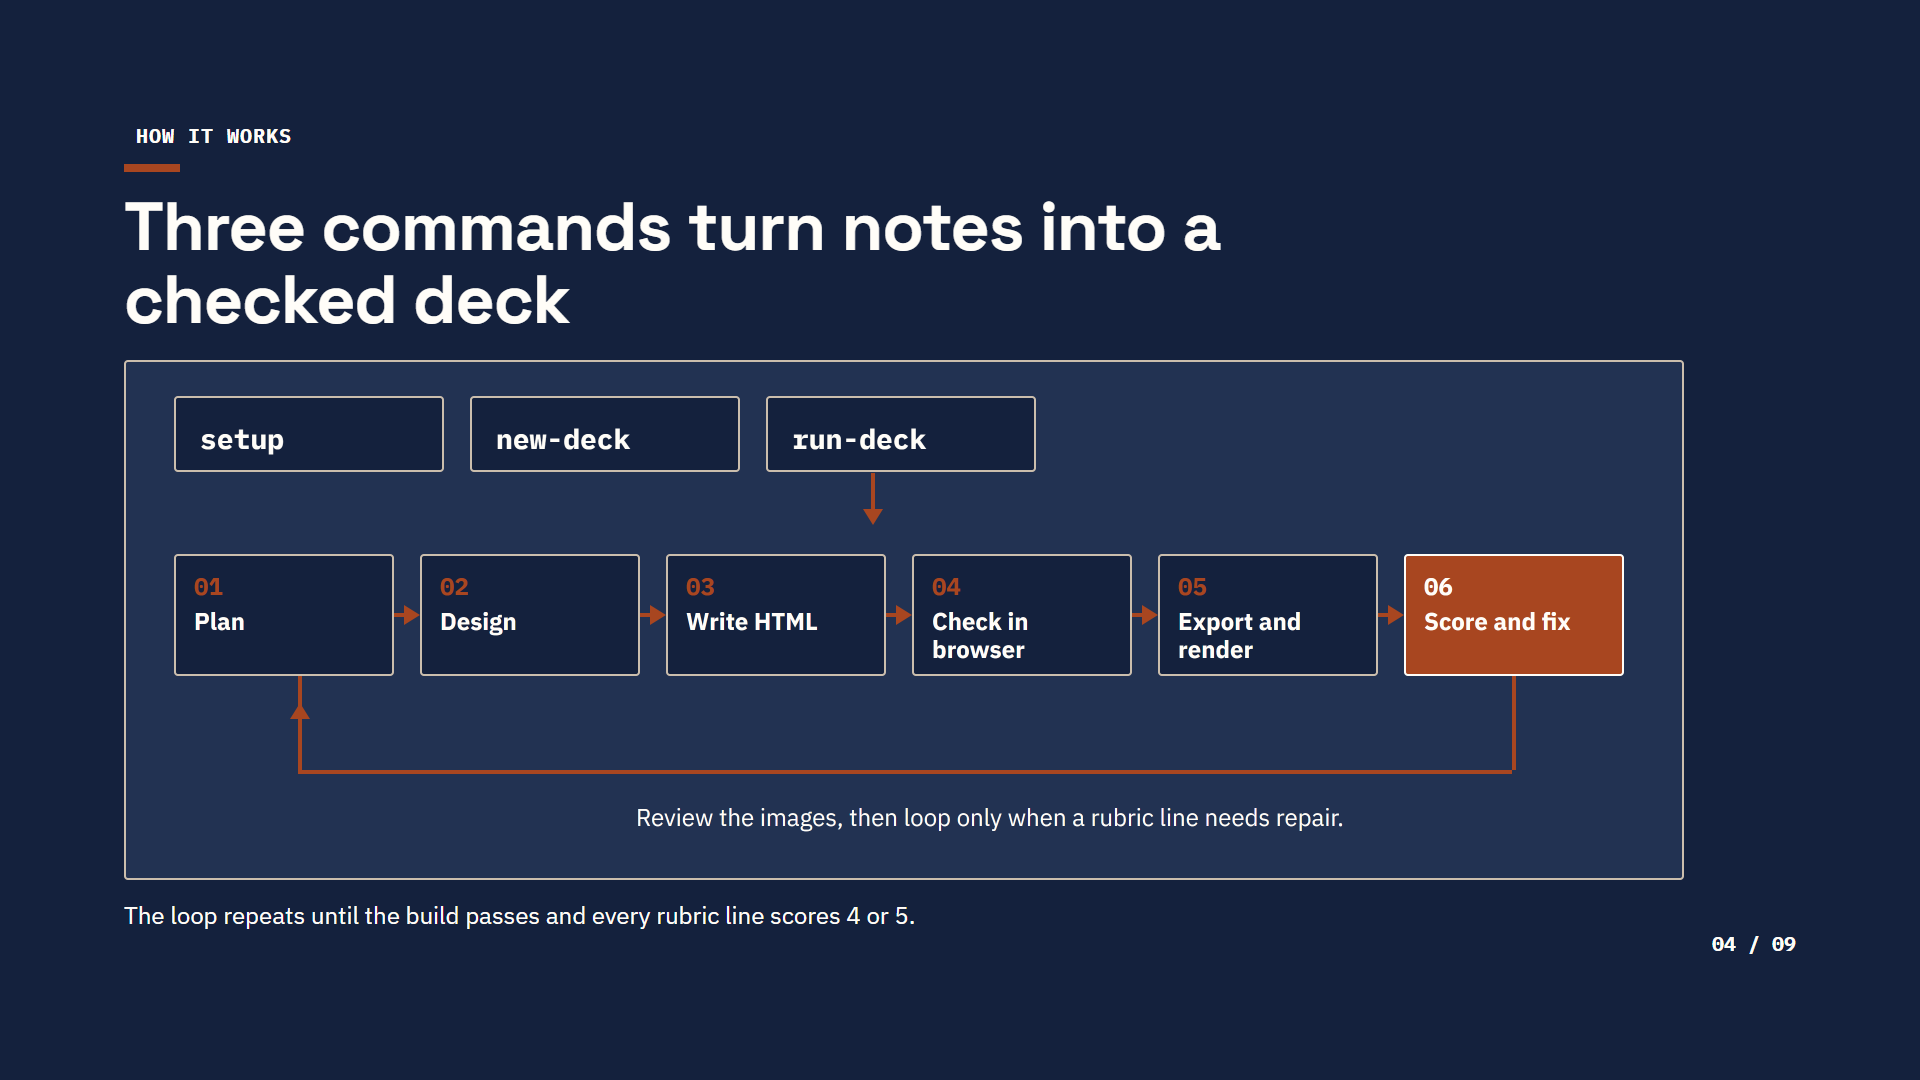 HOW IT WORKS
Three commands turn notes into a
checked deck
setup
new-deck
run-deck
01
Plan
02
Design
03
Write HTML
04
Check in
browser
05
Export and
render
06
Score and fix
Review the images, then loop only when a rubric line needs repair.
The loop repeats until the build passes and every rubric line scores 4 or 5.
04 / 09